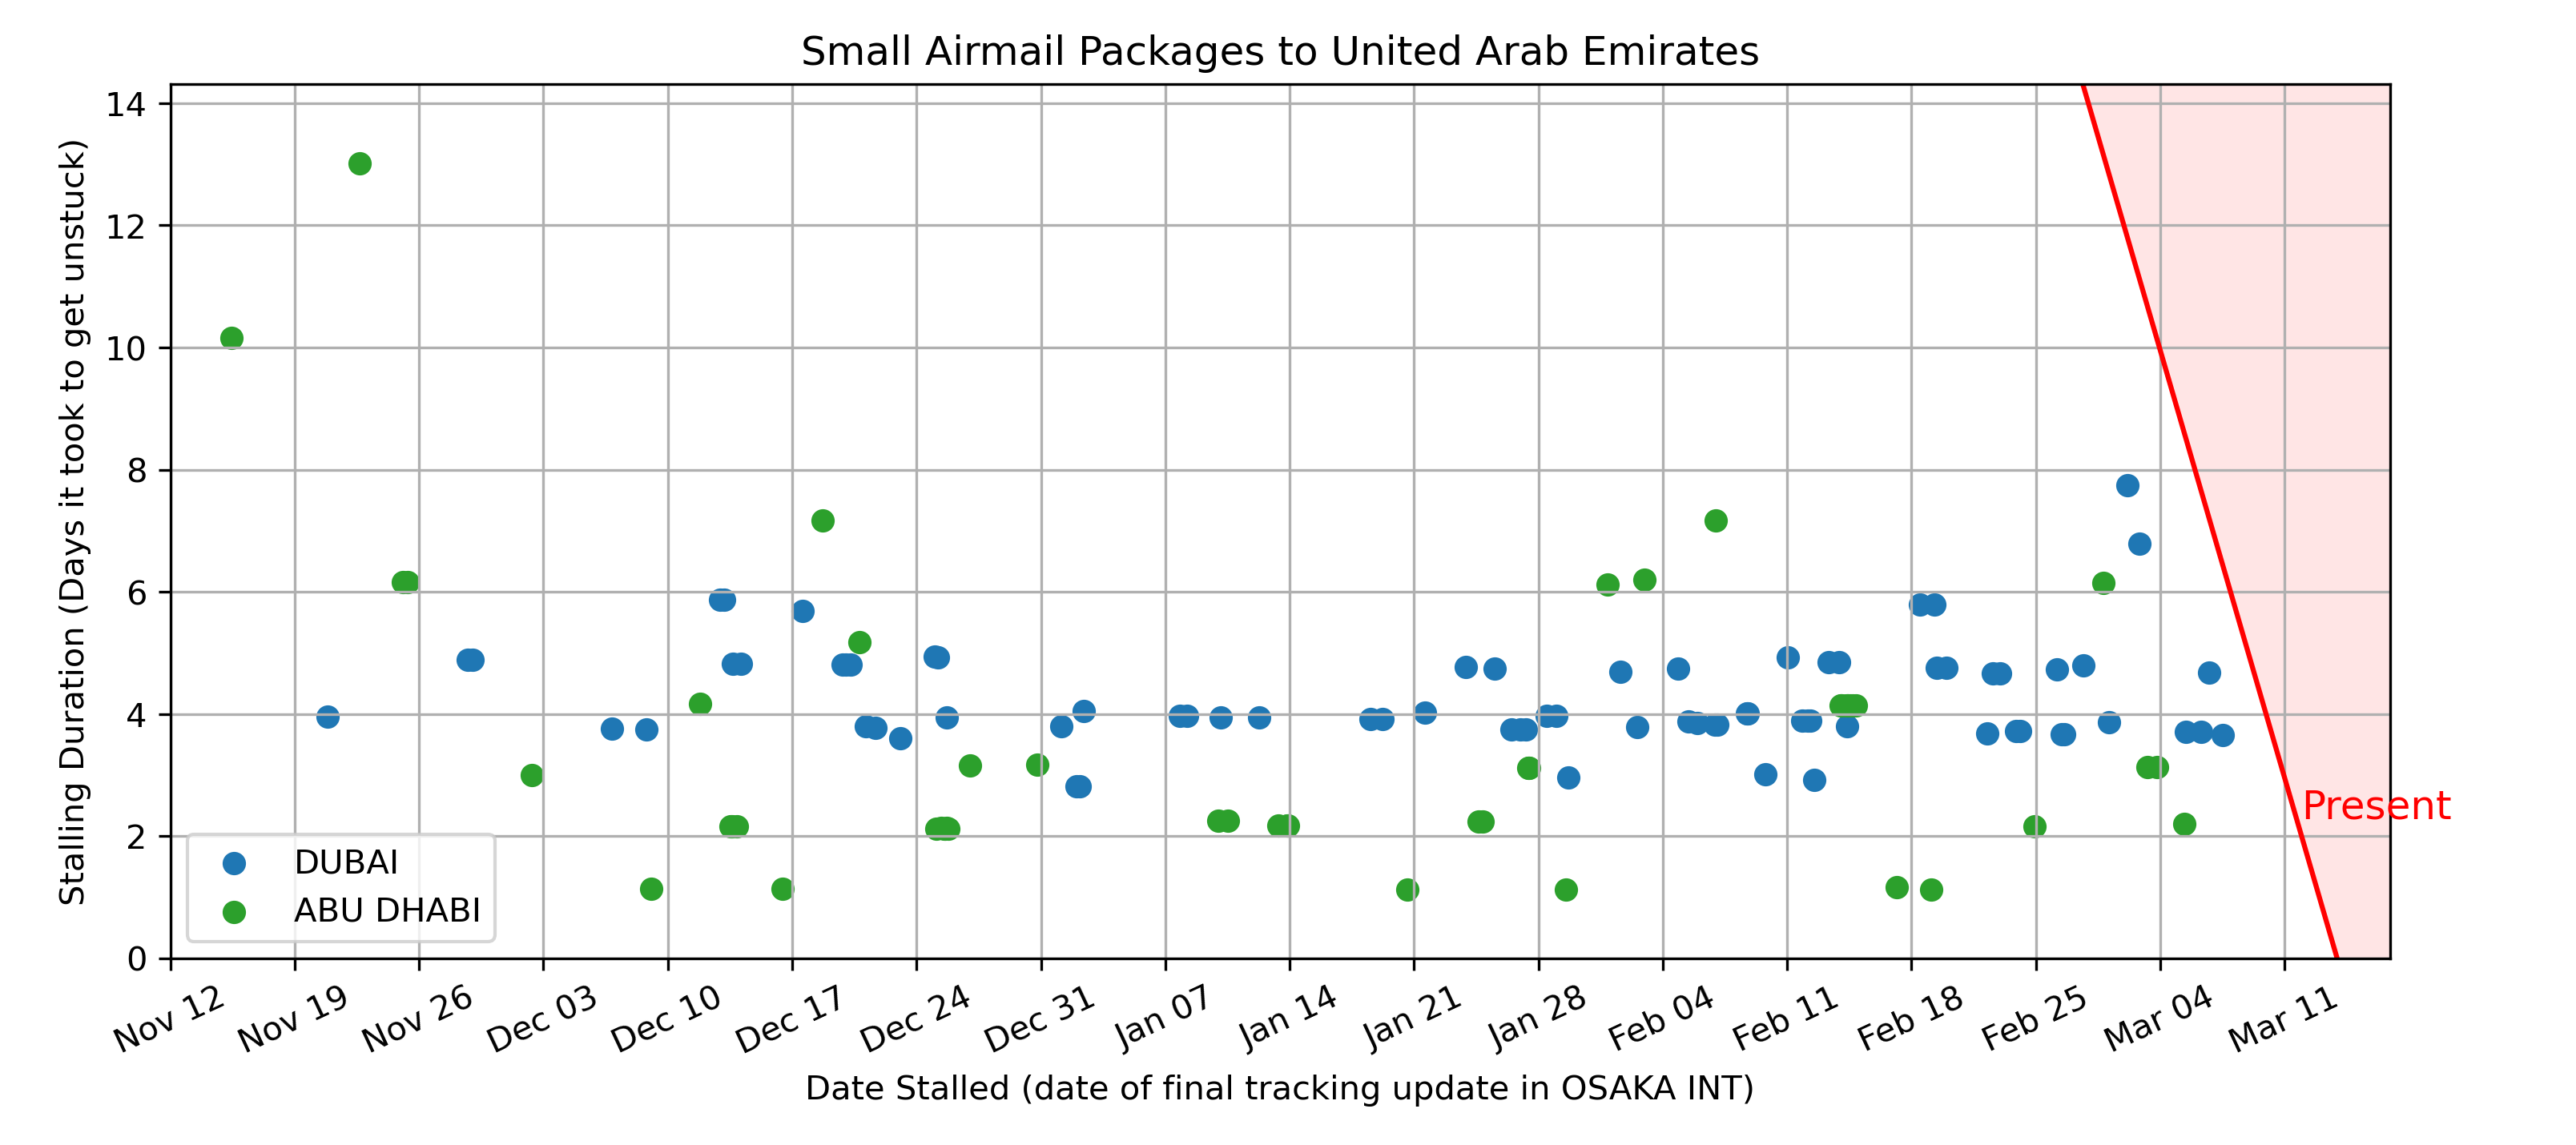 Small Airmail Packages to United Arab Emirates
Stalling Duration (Days it took to get unstuck)
14
12
10
8
6
4
2
0
DUBAI
ABU DHABI
Present
Nov 12
Nov 19
Nov 26
Dec 03
Dec 10
Dec 17
Dec 24
Dec 31
Jan 07
Jan 14
Jan 21
Jan 28
Feb 04
Feb 11
Feb 18
Feb 25
Mar 04
Mar 11
Date Stalled (date of final tracking update in OSAKA INT)